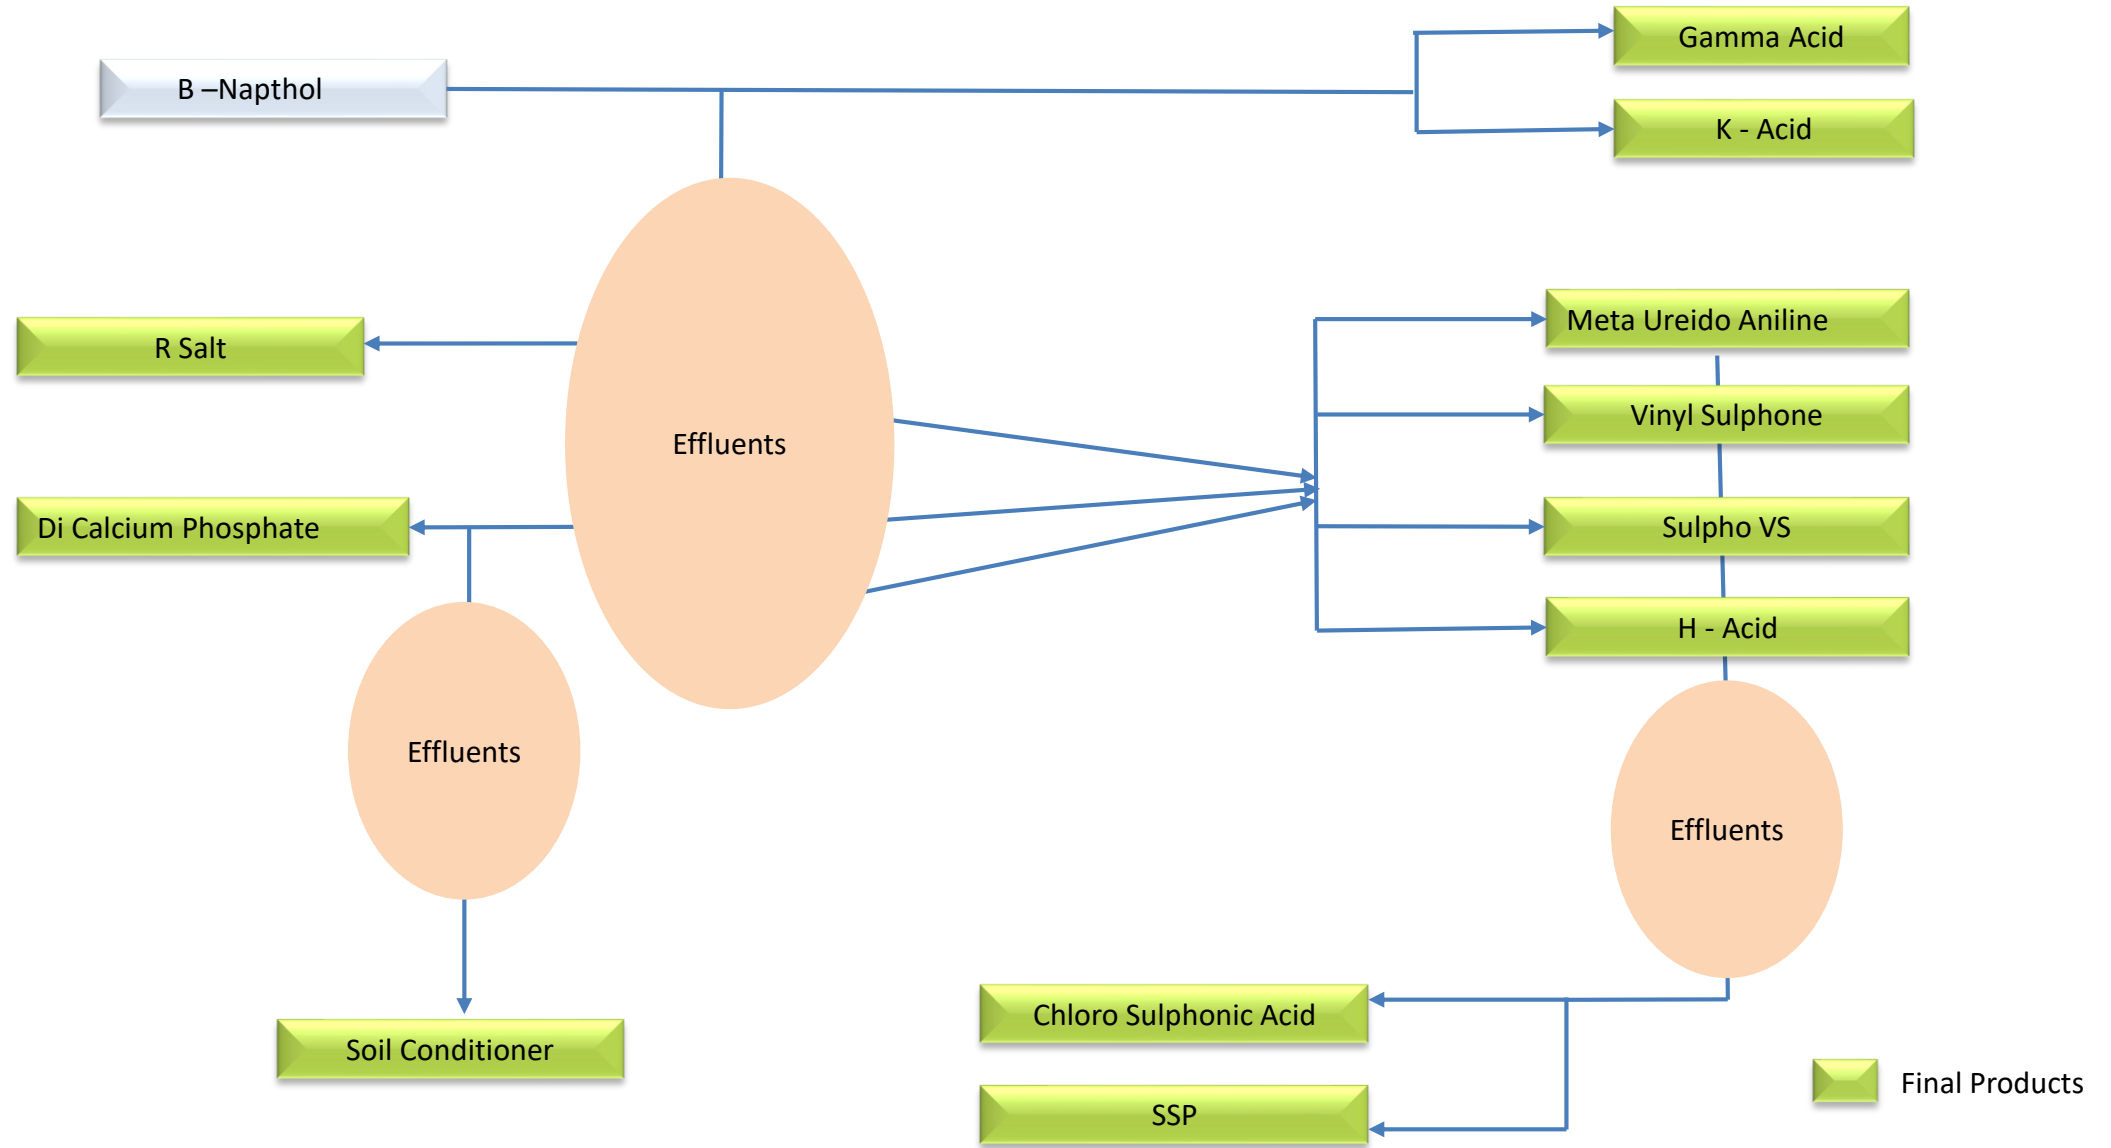 Gamma Acid
B –Napthol
K - Acid
Meta Ureido Aniline
R Salt
Vinyl Sulphone
Effluents
Di Calcium Phosphate
Sulpho VS
H - Acid
Effluents
Effluents
Chloro Sulphonic Acid
Soil Conditioner
Final Products
SSP